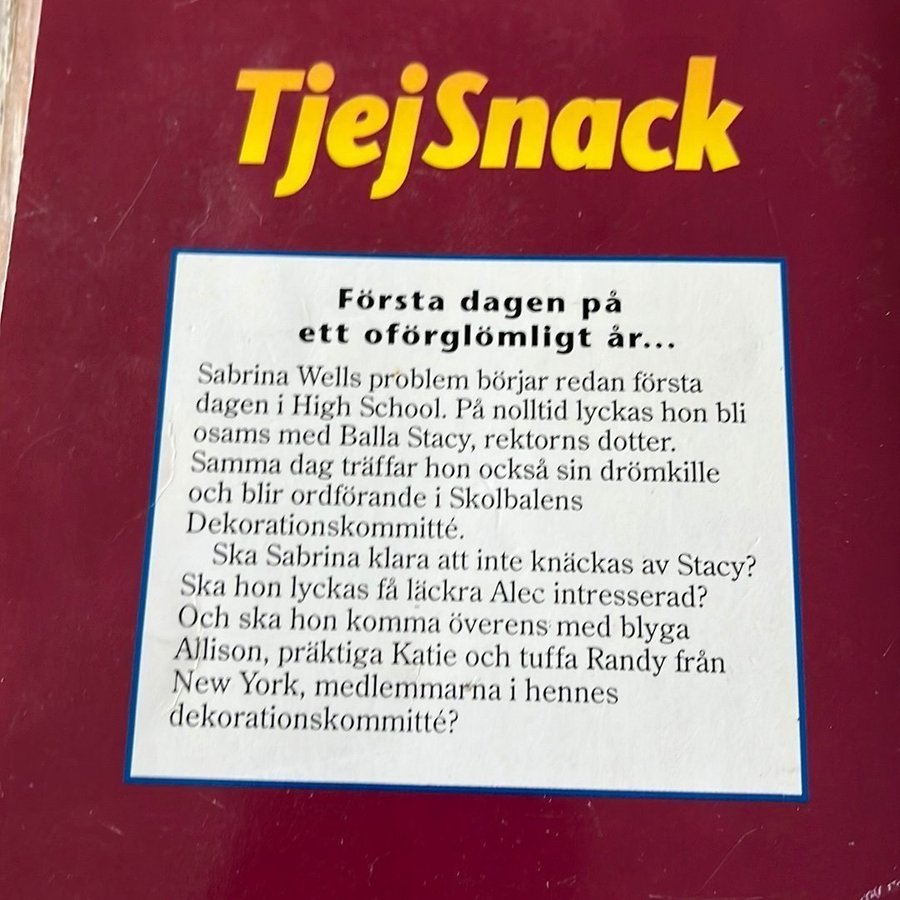 TjejSnack
Första dagen på
ett oförglömligt år...
Sabrina Wells problem börjar redan första
dagen i High School. På nolltid lyckas hon bli
osams med Balla Stacy, rektorns dotter.
Samma dag träffar hon också sin drömkille
och blir ordförande i Skolbalens
Dekorationskommitté.
Ska Sabrina klara att inte knäckas av Stacy?
Ska hon lyckas få läckra Alec intresserad?
Och ska hon komma överens med blyga
Allison, präktiga Katie och tuffa Randy från
New York, medlemmarna i hennes
dekorationskommitté?